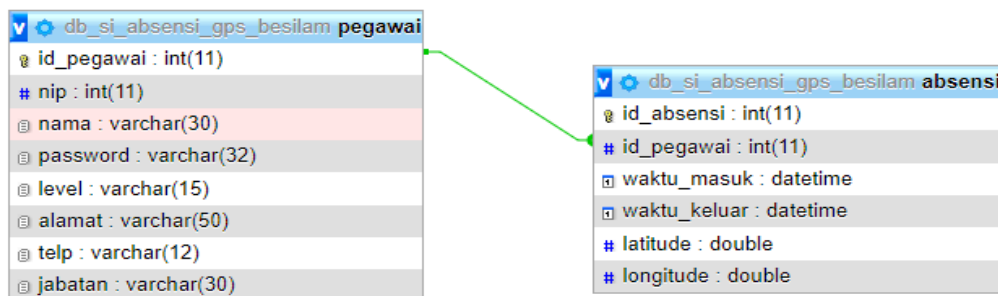 db_si_absensi_gps_besilam pegawai
id_pegawai : int(11)
nip : int(11)
nama : varchar(30)
password : varchar(32)
level : varchar(15)
alamat : varchar(50)
telp : varchar(12)
jabatan : varchar(30)
db_si_absensi_gps_besilam absensi
id_absensi : int(11)
id_pegawai : int(11)
waktu_masuk : datetime
waktu_keluar : datetime
latitude : double
longitude : double